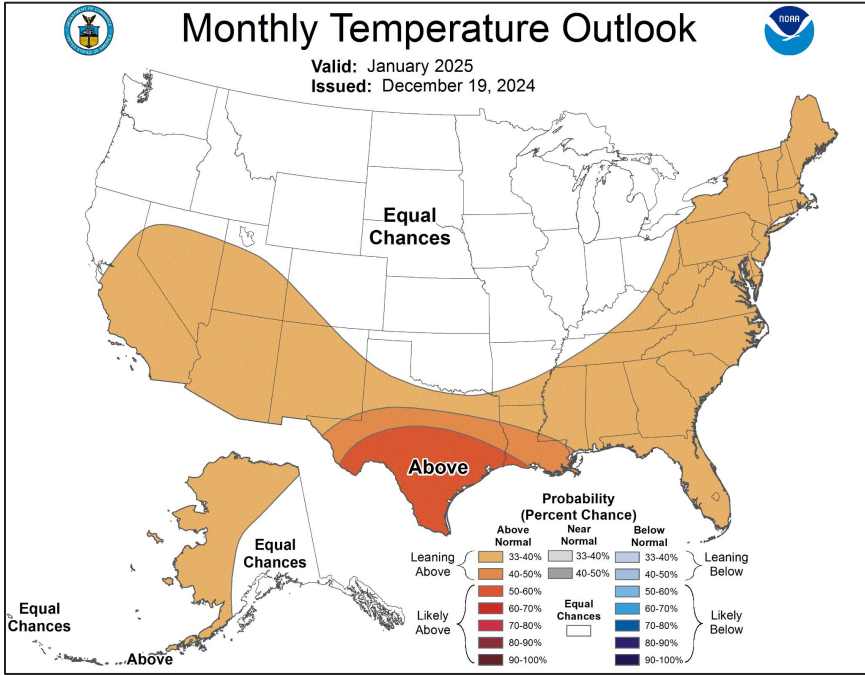 Monthly Temperature Outlook
NOAA
Valid: January 2025
Issued: December 19, 2024
Equal
Chances
Above
Equal
Chances
Equal
Chances
Above
Probability
(Percent Chance)
Above
Normal
Near
Normal
Below
Normal
Leaning
Above
33-40%
40-50%
Likely
Above
50-60%
60-70%
70-80%
80-90%
90-100%
33-40%
40-50%
Equal
Chances
33-40%
40-50%
Leaning
Below
50-60%
60-70%
70-80%
80-90%
90-100%
Likely
Below